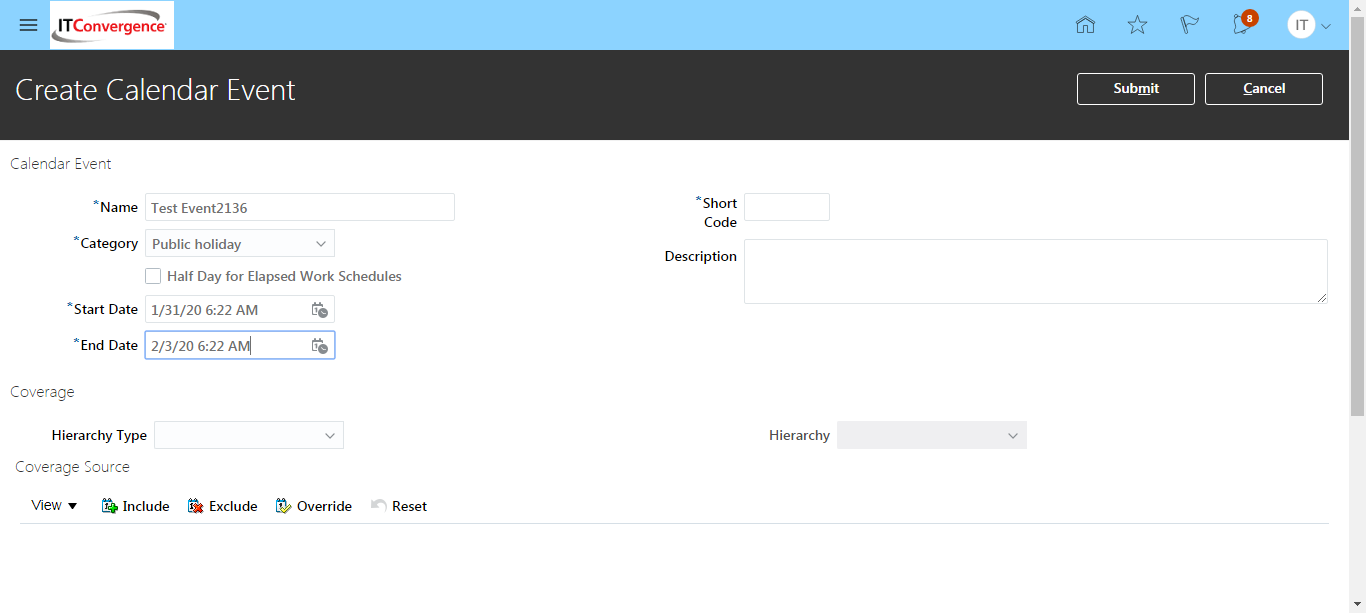 ITConvergence
8
IT
Create Calendar Event
Submit
Cancel
Calendar Event
*Name
Test Event2136
*Short
Code
*Category
Public holiday
Description
Half Day for Elapsed Work Schedules
*Start Date
1/31/20 6:22 AM
*End Date
2/3/20 6:22 AM
Coverage
Hierarchy Type
Hierarchy
Coverage Source
View
Include
Exclude
Override
Reset